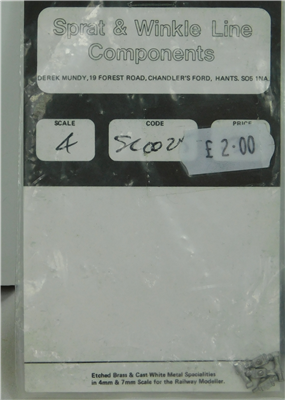 Sprat & Winkle Line
Components
DEREK MUNDY, 19 FOREST ROAD, CHANDLER'S FORD, HANTS. SO5 1NA
SCALE
CODE
PRICE
4
£2.00
Etched Brass & Cast White Metal Specialities
in 4mm & 7mm Scale for the Railway Modeller.